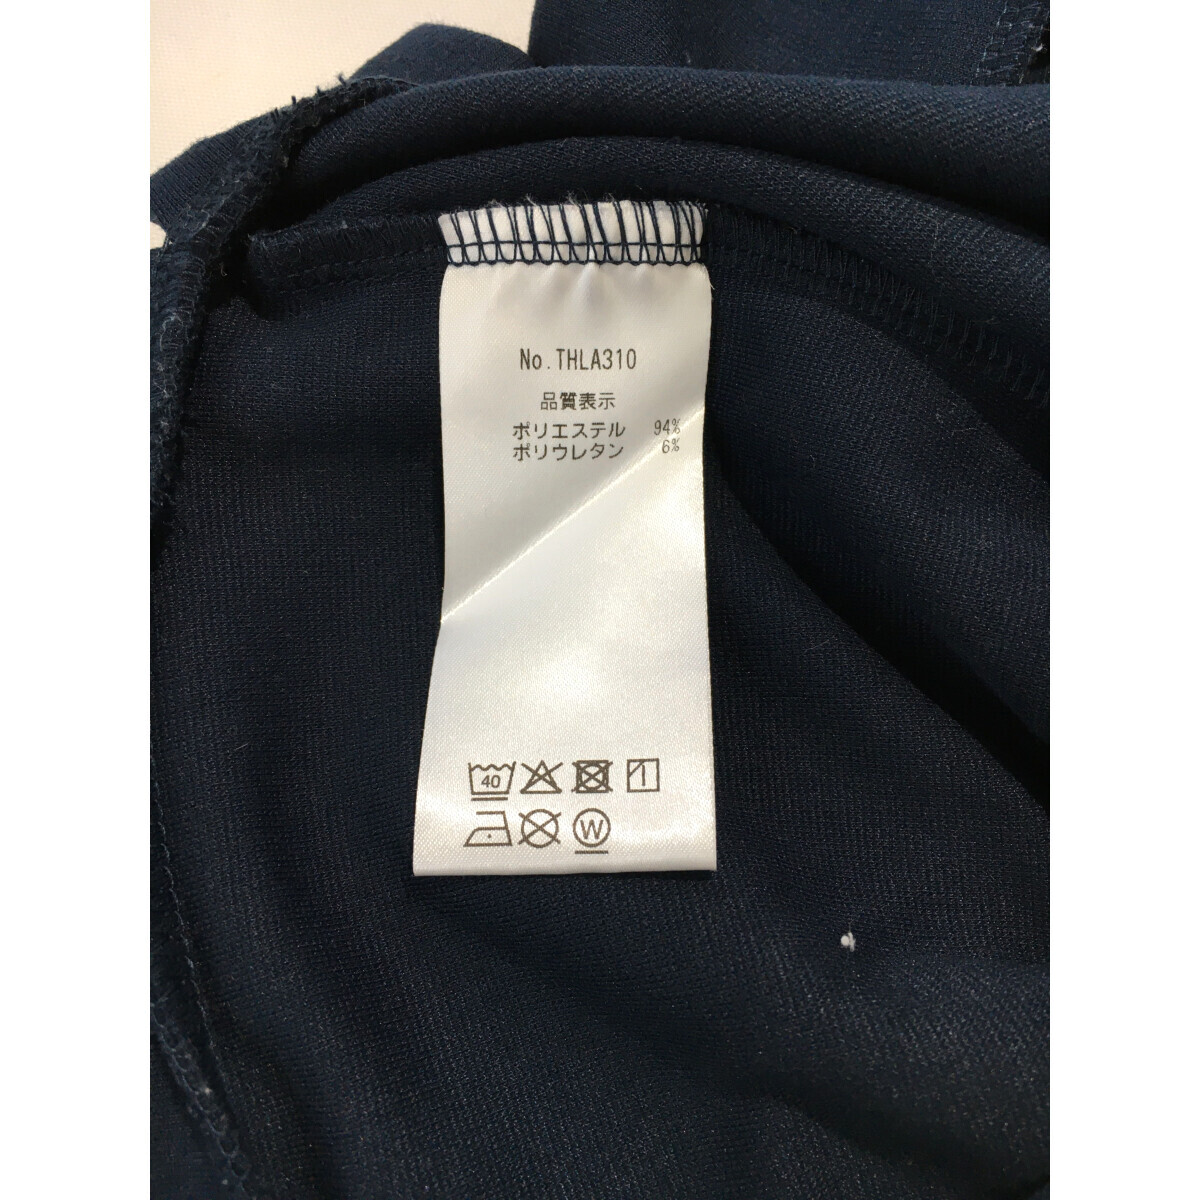 No.THLA310
品質表示
ポリエステル 94%
ポリウレタン 6%
40
W